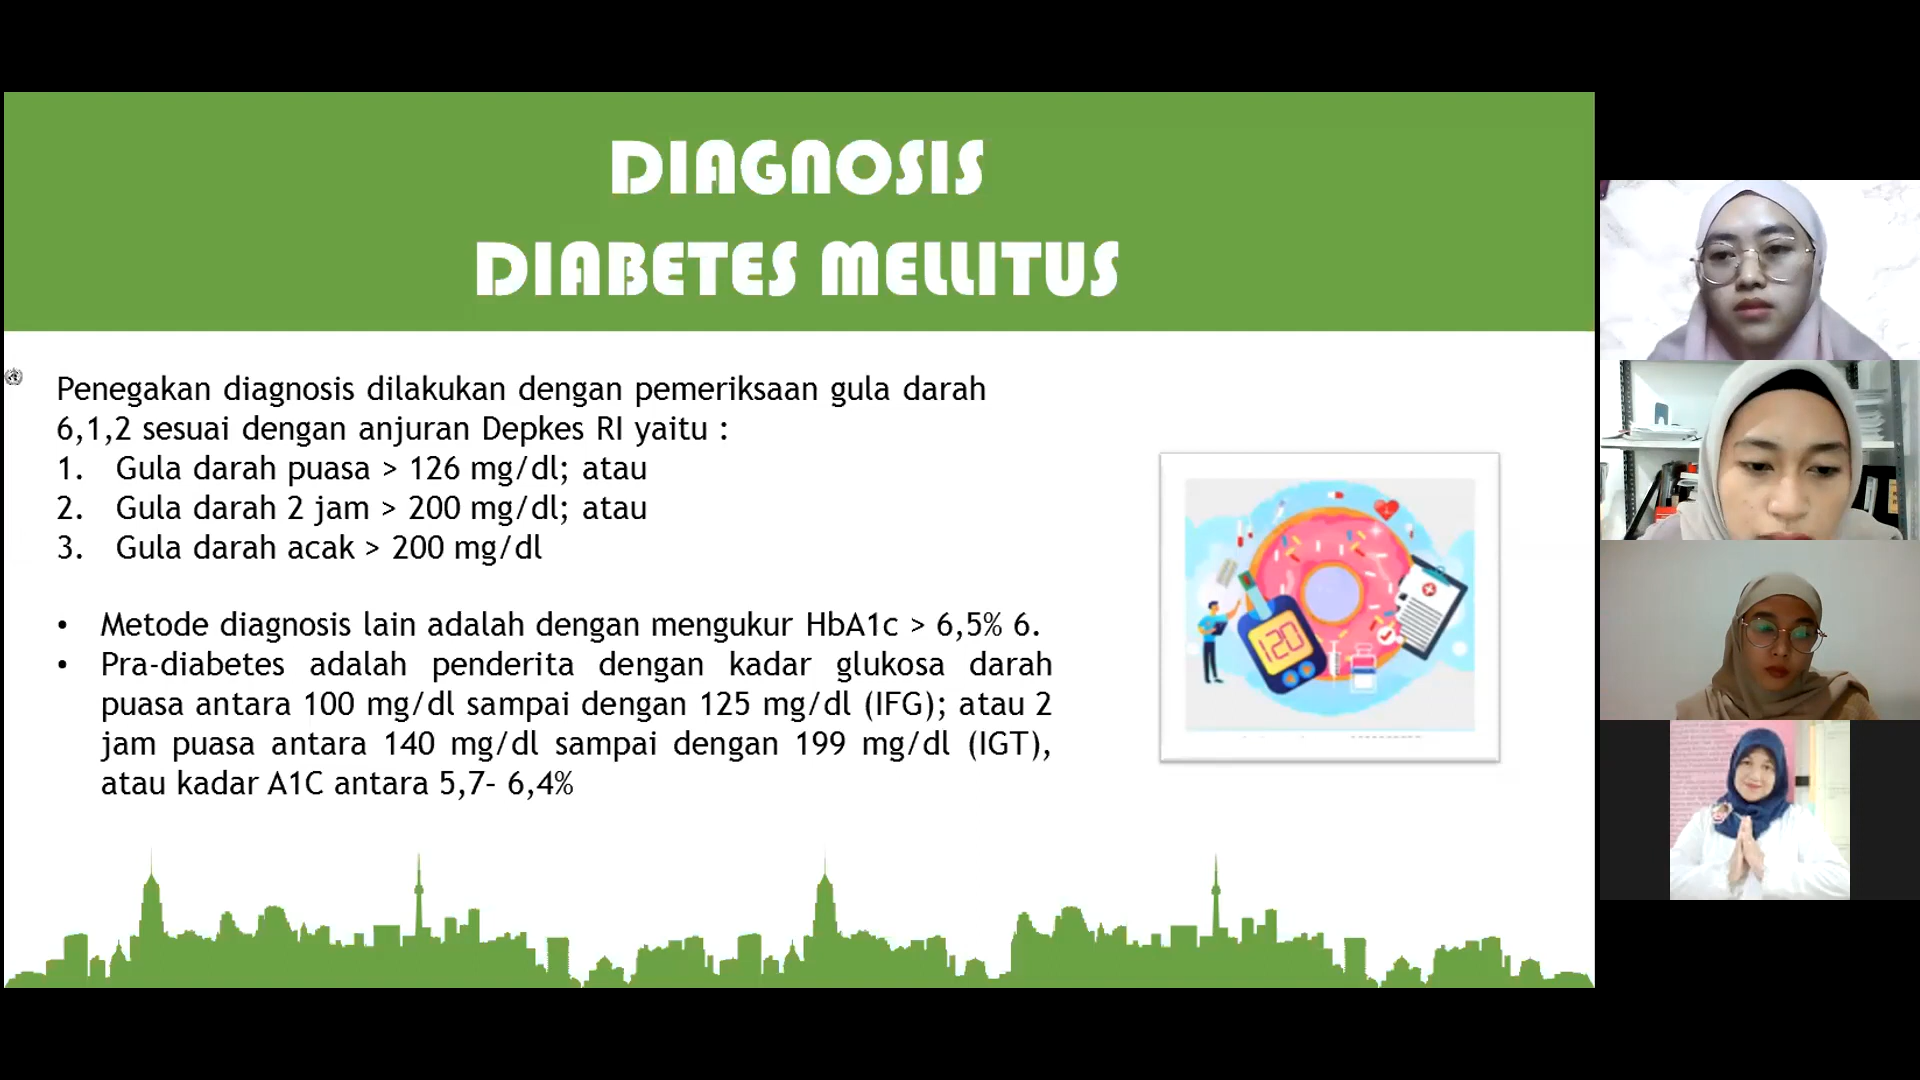 DIAGNOSIS
DIABETES MELLITUS
Penegakan diagnosis dilakukan dengan pemeriksaan gula darah
6,1,2 sesuai dengan anjuran Depkes RI yaitu :
1. Gula darah puasa > 126 mg/dl; atau
2. Gula darah 2 jam > 200 mg/dl; atau
3. Gula darah acak > 200 mg/dl
• Metode diagnosis lain adalah dengan mengukur HbA1c > 6,5% 6.
• Pra-diabetes adalah penderita dengan kadar glukosa darah
puasa antara 100 mg/dl sampai dengan 125 mg/dl (IFG); atau 2
jam puasa antara 140 mg/dl sampai dengan 199 mg/dl (IGT),
atau kadar A1C antara 5,7– 6,4%
120